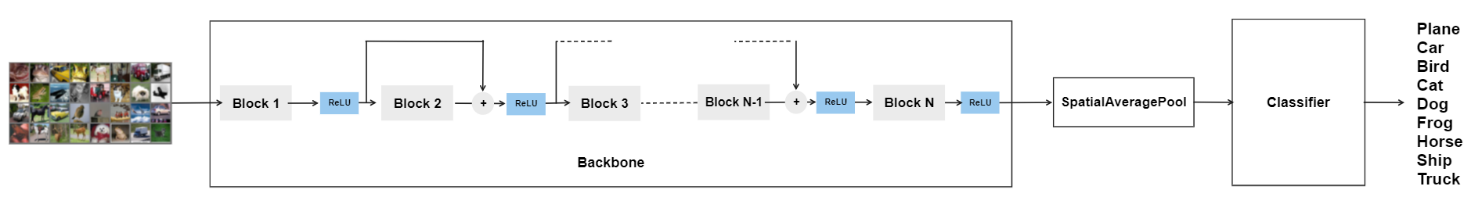 Block 1
ReLU
Block 2
+
ReLU
Block 3
Block N-1
+
ReLU
Block N
ReLU
Backbone
SpatialAveragePool
Classifier
Plane
Car
Bird
Cat
Dog
Frog
Horse
Ship
Truck